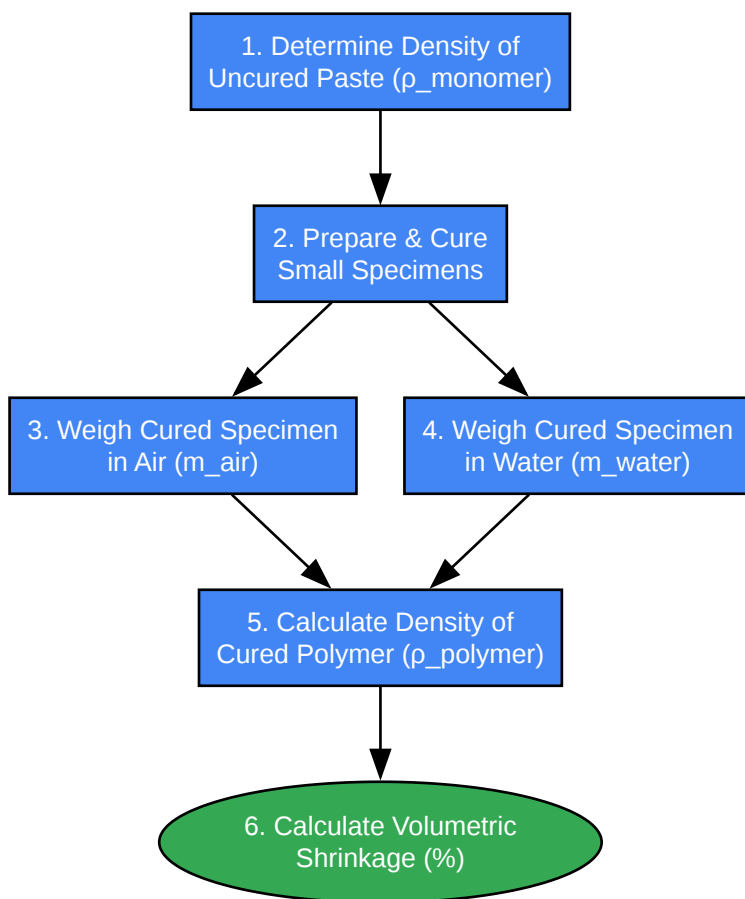 1. Determine Density of
Uncured Paste (ρ_monomer)
2. Prepare & Cure
Small Specimens
3. Weigh Cured Specimen
in Air (m_air)
4. Weigh Cured Specimen
in Water (m_water)
5. Calculate Density of
Cured Polymer (ρ_polymer)
6. Calculate Volumetric
Shrinkage (%)